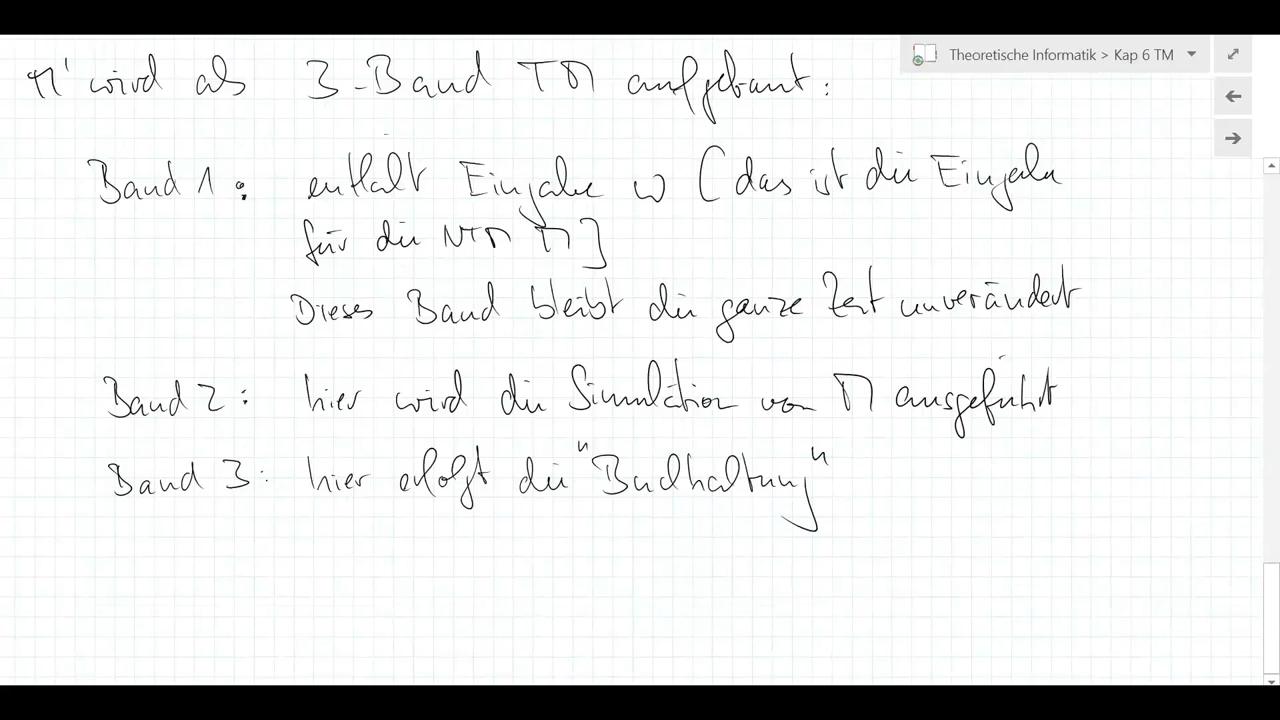 Theoretische Informatik > Kap 6 TM
M' wird als 3-Band TM aufgebaut:
Band 1: enthält Eingabe w (das ist die Eingabe
für die NTM M]
Dieses Band bleibt die ganze Zeit unverändert
Band 2: hier wird die Simulation von M ausgeführt
Band 3: hier erfolgt die "Buchhaltung"